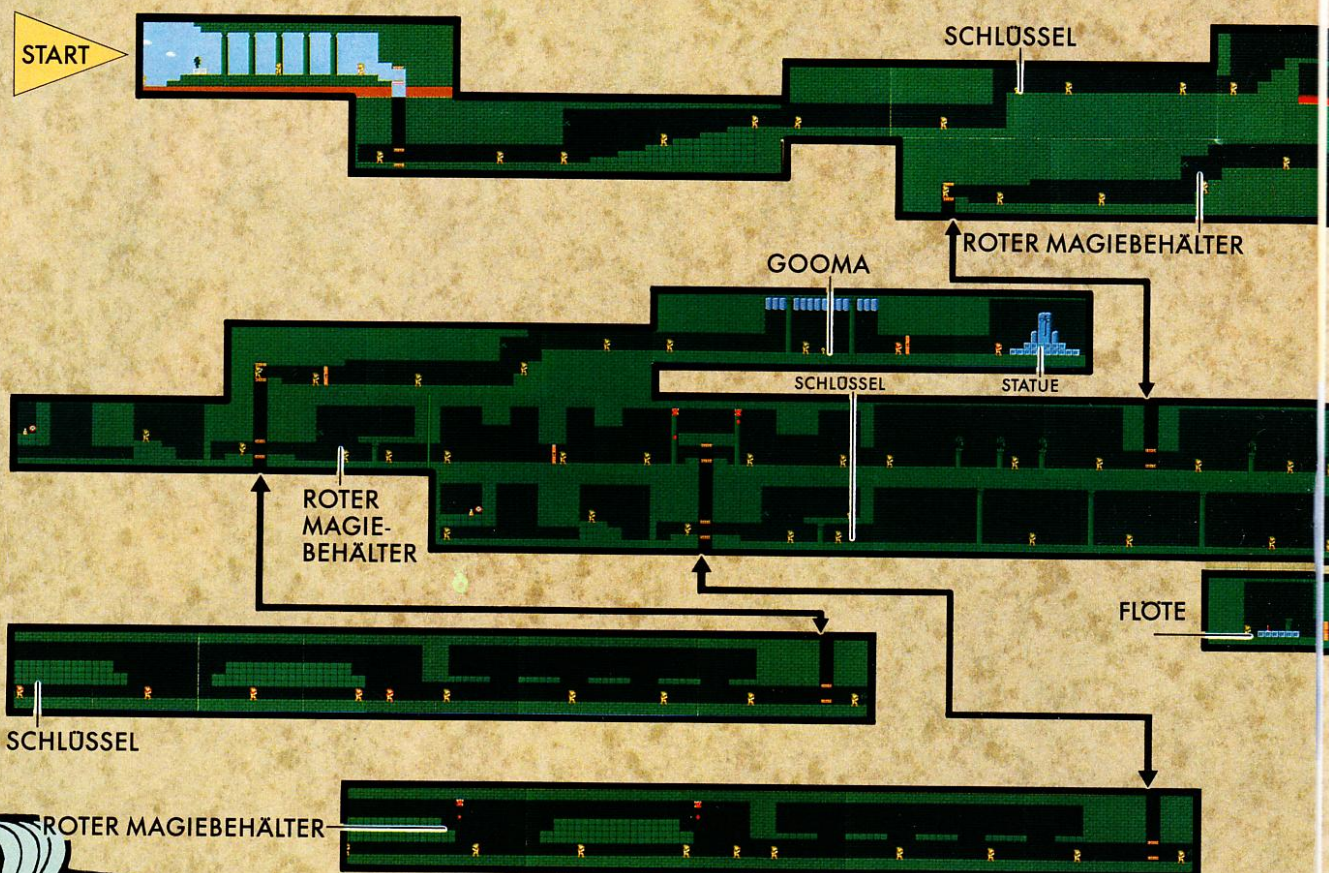 START
SCHLÜSSEL
ROTER MAGIEBEHÄLTER
GOOMA
SCHLÜSSEL
STATUE
ROTER
MAGIE-
BEHÄLTER
FLÖTE
SCHLÜSSEL
ROTER MAGIEBEHÄLTER